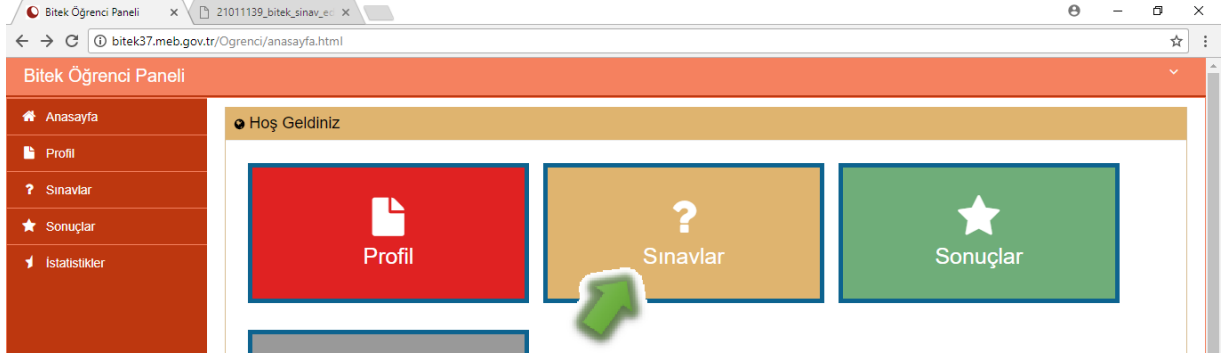 Bitek Öğrenci Paneli
21011139_bitek_sinav_ec
bitek37.meb.gov.tr/Ogrenci/anasayfa.html
Bitek Öğrenci Paneli
Anasayfa
Profil
? Sınavlar
Sonuçlar
İstatistikler
Hoş Geldiniz
Profil
?
Sınavlar
Sonuçlar